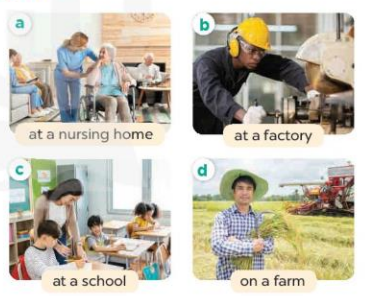 a
at a nursing home
b
at a factory
c
at a school
d
on a farm